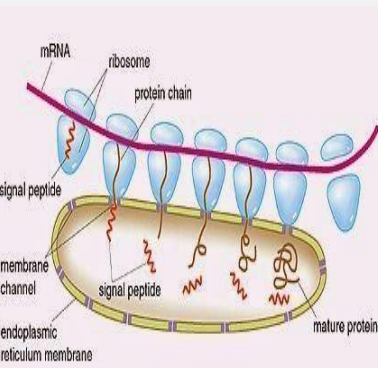 mRNA
ribosome
protein chain
signal peptide
membrane
channel
signal peptide
endoplasmic
reticulum membrane
mature protein